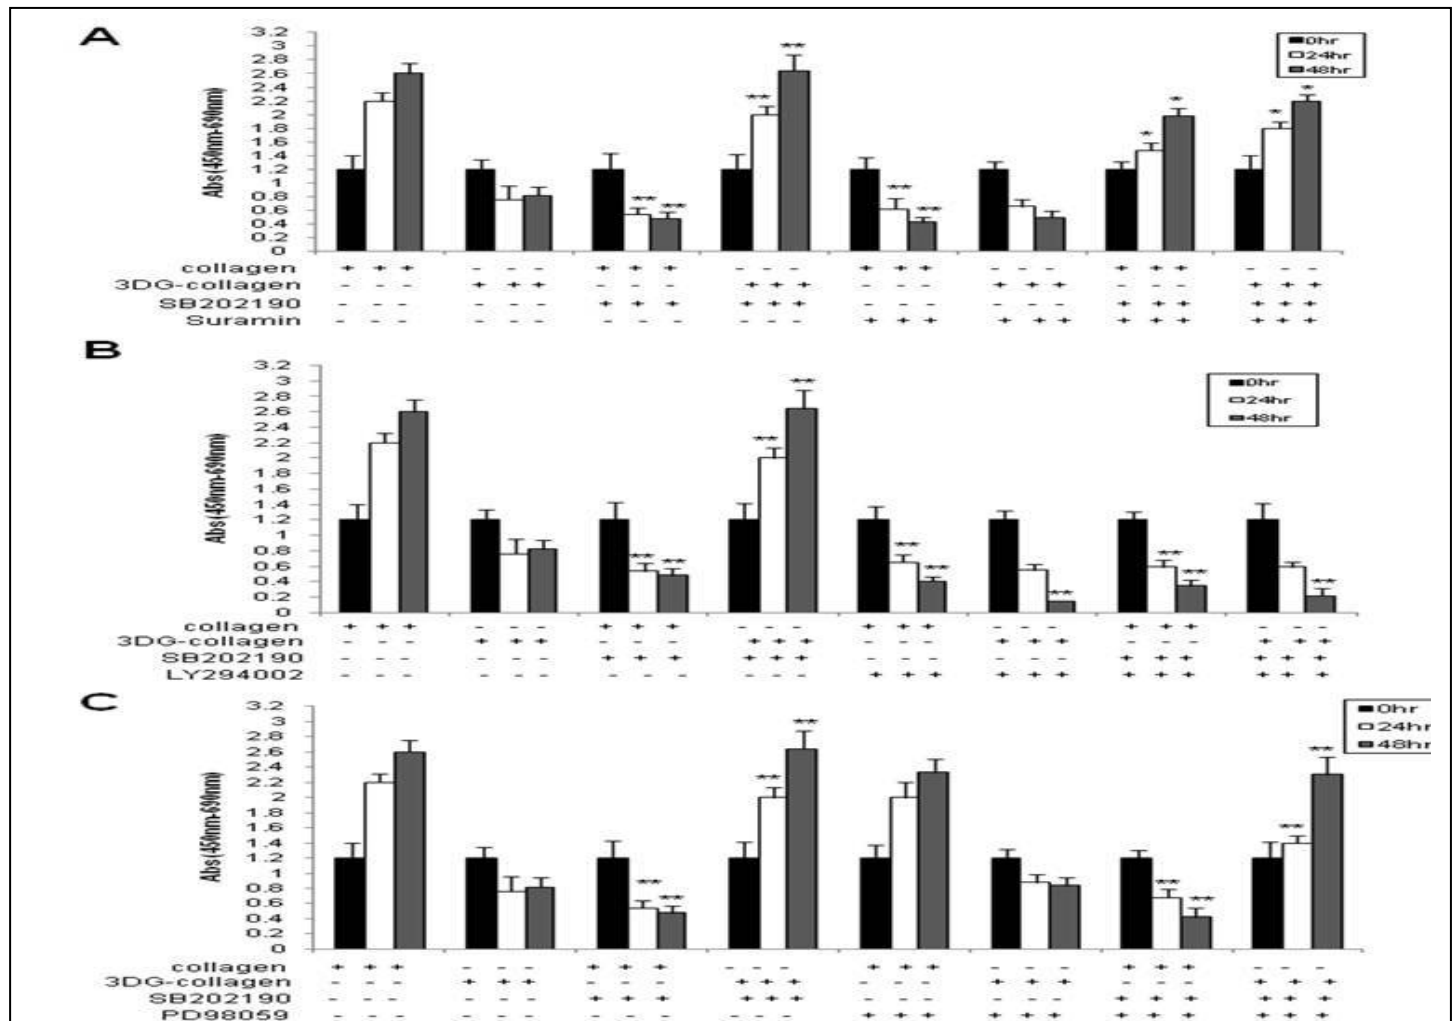 A
3.2
3
2.8
2.6
2.4
2.2
2
1.8
1.6
1.4
1.2
1
0.8
0.6
0.4
0.2
0
Abs(450nm-690nm)
0hr
24hr
48hr
** ** ** ** ** ** * * * *
collagen + + + - - - + + + - - - + + + - - - + + + - - -
3DG-collagen - - - + + + - - - + + + - - - + + + - - - + + +
SB202190 - - - - - - + + + + + + - - - - - - + + + + + +
Suramin - - - - - - - - - - - - + + + + + + + + + + + +
B
3.2
3
2.8
2.6
2.4
2.2
2
1.8
1.6
1.4
1.2
1
0.8
0.6
0.4
0.2
0
Abs(450nm-690nm)
0hr
24hr
48hr
** ** ** ** ** ** ** ** ** **
collagen + + + - - - + + + - - - + + + - - - + + + - - -
3DG-collagen - - - + + + - - - + + + - - - + + + - - - + + +
SB202190 - - - - - - + + + + + + - - - - - - + + + + + +
LY294002 - - - - - - - - - - - - + + + + + + + + + + + +
C
3.2
3
2.8
2.6
2.4
2.2
2
1.8
1.6
1.4
1.2
1
0.8
0.6
0.4
0.2
0
Abs(450nm-690nm)
0hr
24hr
48hr
** ** ** ** ** ** ** **
collagen + + + - - - + + + - - - + + + - - - + + + - - -
3DG-collagen - - - + + + - - - + + + - - - + + + - - - + + +
SB202190 - - - - - - + + + + + + - - - - - - + + + + + +
PD98059 - - - - - - - - - - - - + + + + + + + + + + + +